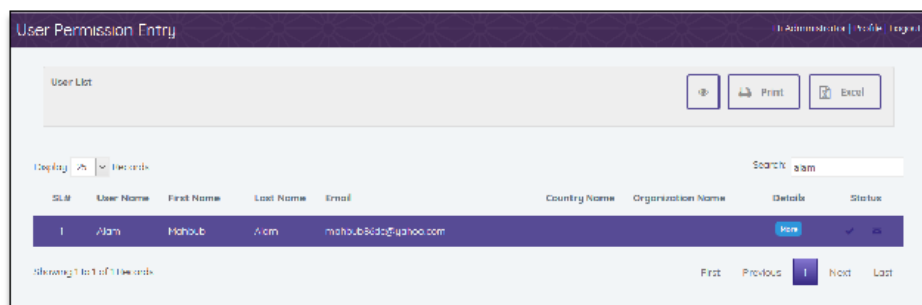 User Permission Entry
Hi Administrator | Profile | Logout
User List
Print
Excel
Display 25 Records
Search: alam
SL# User Name First Name Last Name Email Country Name Organization Name Details Status
1 Alam Mahbub Alam More
Showing 1 to 1 of 1 Records
First Previous 1 Next Last